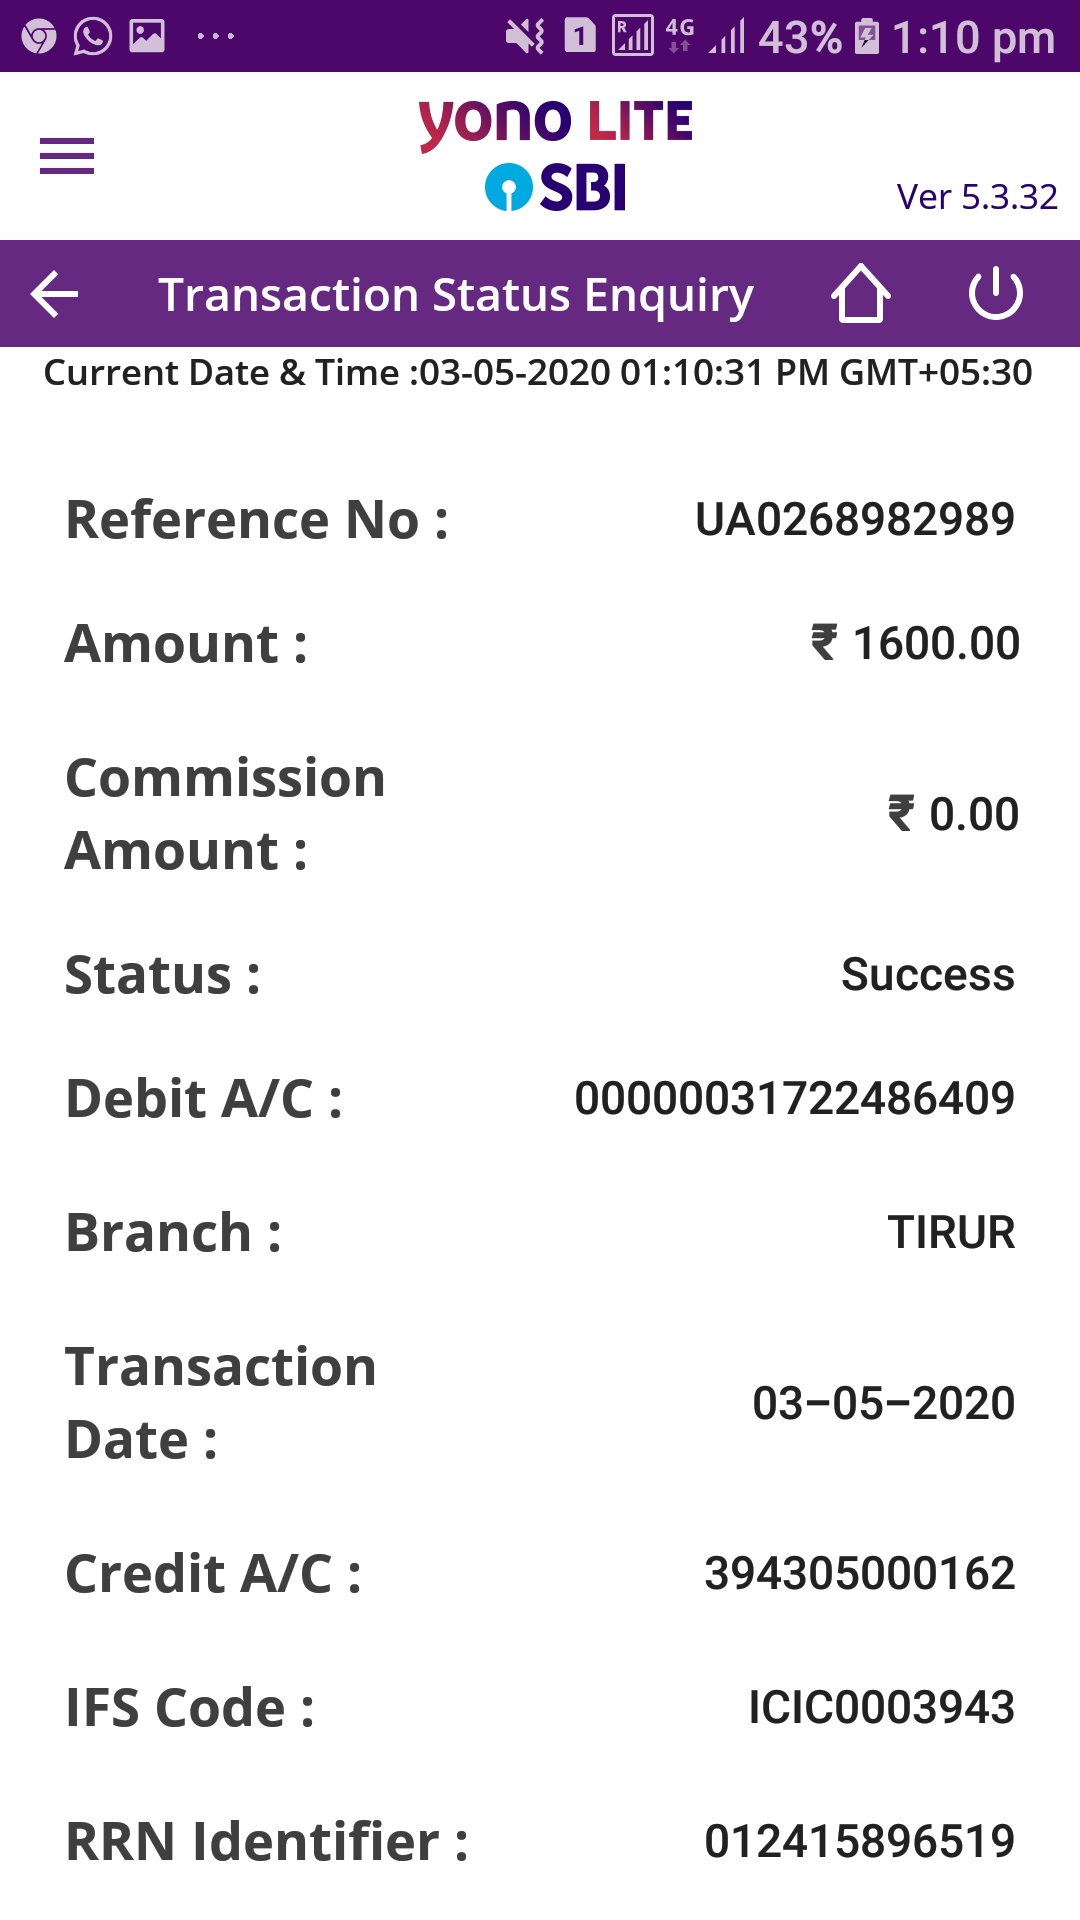 1 R 4G 43% 1:10 pm
yono LITE
SBI
Ver 5.3.32
Transaction Status Enquiry
Current Date & Time :03-05-2020 01:10:31 PM GMT+05:30
Reference No : UA0268982989
Amount : ₹ 1600.00
Commission
Amount : ₹ 0.00
Status : Success
Debit A/C : 00000031722486409
Branch : TIRUR
Transaction
Date : 03-05-2020
Credit A/C : 394305000162
IFS Code : ICIC0003943
RRN Identifier : 012415896519